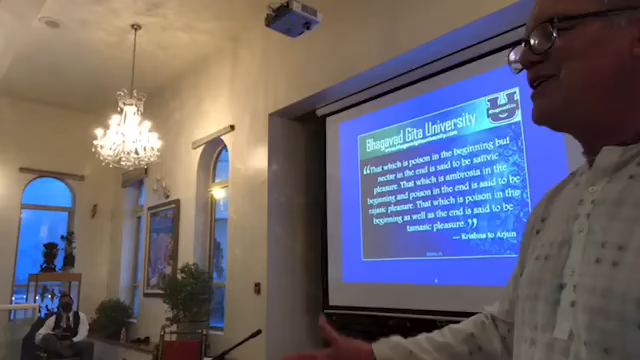 Bhagavad Gita University
“That which is poison in the beginning but
nectar in the end is said to be sattvic
pleasure. That which is ambrosia in the
beginning and poison in the end is said to be
rajasic pleasure. That which is poison in the
beginning as well as the end is said to be
tamasic pleasure.”
— Krishna to Arjun